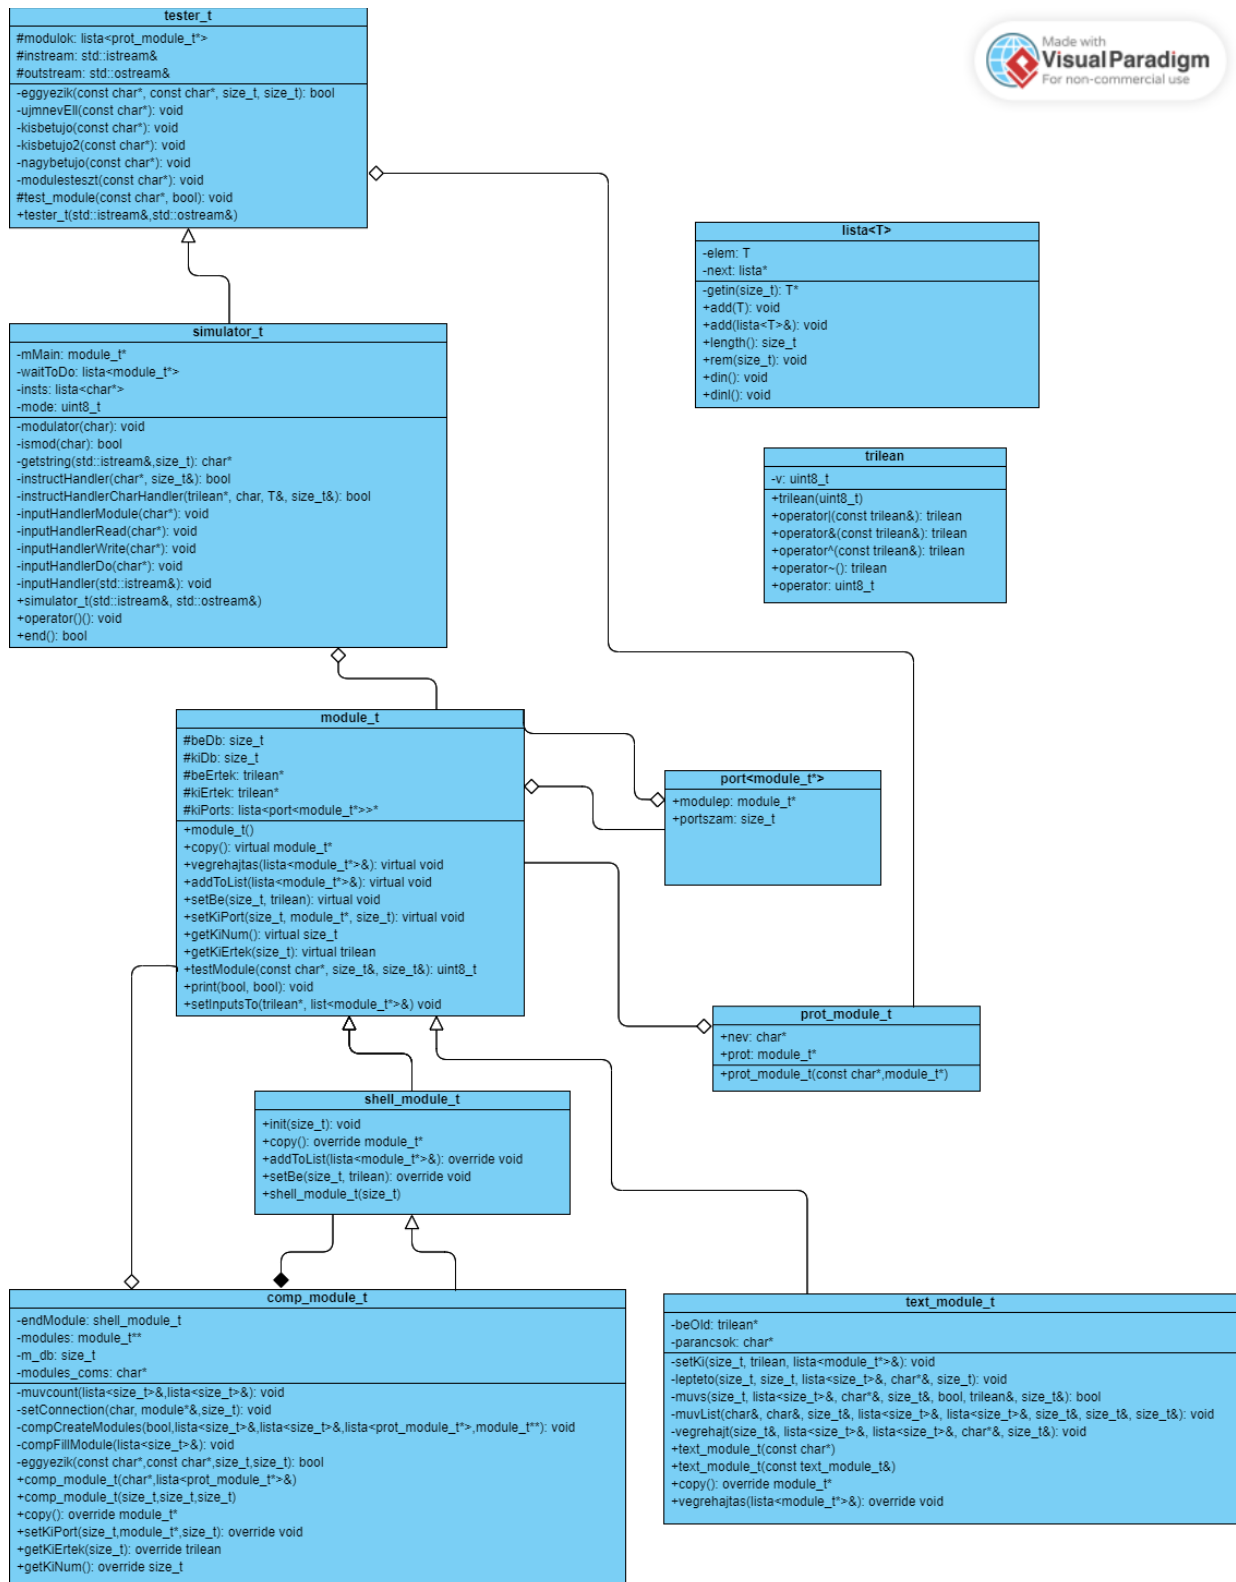 tester_t
#modulok: lista<prot_module_t*>
#instream: std::istream&
#outstream: std::ostream&
-eggyezik(const char*, const char*, size_t, size_t): bool
-ujmnevEll(const char*): void
-kisbetujo(const char*): void
-kisbetujo2(const char*): void
-nagybetujo(const char*): void
-modulesteszt(const char*): void
#test_module(const char*, bool): void
+tester_t(std::istream&,std::ostream&)
Made with
Visual Paradigm
For non-commercial use
lista<T>
-elem: T
-next: lista*
-getin(size_t): T*
+add(T): void
+add(lista<T>&): void
+length(): size_t
+rem(size_t): void
+din(): void
+dinl(): void
simulator_t
-mMain: module_t*
-waitToDo: lista<module_t*>
-insts: lista<char*>
-mode: uint8_t
-modulator(char): void
-ismod(char): bool
-getstring(std::istream&,size_t): char*
-instructHandler(char*, size_t&): bool
-instructHandlerCharHandler(trilean*, char, T&, size_t&): bool
-inputHandlerModule(char*): void
-inputHandlerRead(char*): void
-inputHandlerWrite(char*): void
-inputHandlerDo(char*): void
-inputHandler(std::istream&): void
+simulator_t(std::istream&, std::ostream&)
+operator()(): void
+end(): bool
trilean
-v: uint8_t
+trilean(uint8_t)
+operator|(const trilean&): trilean
+operator&(const trilean&): trilean
+operator^(const trilean&): trilean
+operator~(): trilean
+operator: uint8_t
module_t
#beDb: size_t
#kiDb: size_t
#beErtek: trilean*
#kiErtek: trilean*
#kiPorts: lista<port<module_t*>>*
+module_t()
+copy(): virtual module_t*
+vegrehajtas(lista<module_t*>&): virtual void
+addToList(lista<module_t*>&): virtual void
+setBe(size_t, trilean): virtual void
+setKiPort(size_t, module_t*, size_t): virtual void
+getKiNum(): virtual size_t
+getKiErtek(size_t): virtual trilean
+testModule(const char*, size_t&, size_t&): uint8_t
+print(bool, bool): void
+setInputsTo(trilean*, list<module_t*>&) void
port<module_t*>
+modulep: module_t*
+portszam: size_t
prot_module_t
+nev: char*
+prot: module_t*
+prot_module_t(const char*,module_t*)
shell_module_t
+init(size_t): void
+copy(): override module_t*
+addToList(lista<module_t*>&): override void
+setBe(size_t, trilean): override void
+shell_module_t(size_t)
comp_module_t
-endModule: shell_module_t
-modules: module_t**
-m_db: size_t
-modules_coms: char*
-muvcount(lista<size_t>&,lista<size_t>&): void
-setConnection(char, module*&,size_t): void
-compCreateModules(bool,lista<size_t>&,lista<size_t>&,lista<prot_module_t*>,module_t**): void
-compFillModule(lista<size_t>&): void
-eggyezik(const char*,const char*,size_t,size_t): bool
+comp_module_t(char*,lista<prot_module_t*>&)
+comp_module_t(size_t,size_t,size_t)
+copy(): override module_t*
+setKiPort(size_t,module_t*,size_t): override void
+getKiErtek(size_t): override trilean
+getKiNum(): override size_t
text_module_t
-beOld: trilean*
-parancsok: char*
-setKi(size_t, trilean, lista<module_t*>&): void
-lepteto(size_t, size_t, lista<size_t>&, char*&, size_t): void
-muvs(size_t, lista<size_t>&, char*&, size_t&, bool, trilean&, size_t&): bool
-muvList(char&, char&, size_t&, lista<size_t>&, lista<size_t>&, size_t&, size_t&, size_t&): void
-vegrehajt(size_t&, lista<size_t>&, lista<size_t>&, char*&, size_t&): void
+text_module_t(const char*)
+text_module_t(const text_module_t&)
+copy(): override module_t*
+vegrehajtas(lista<module_t*>&): override void